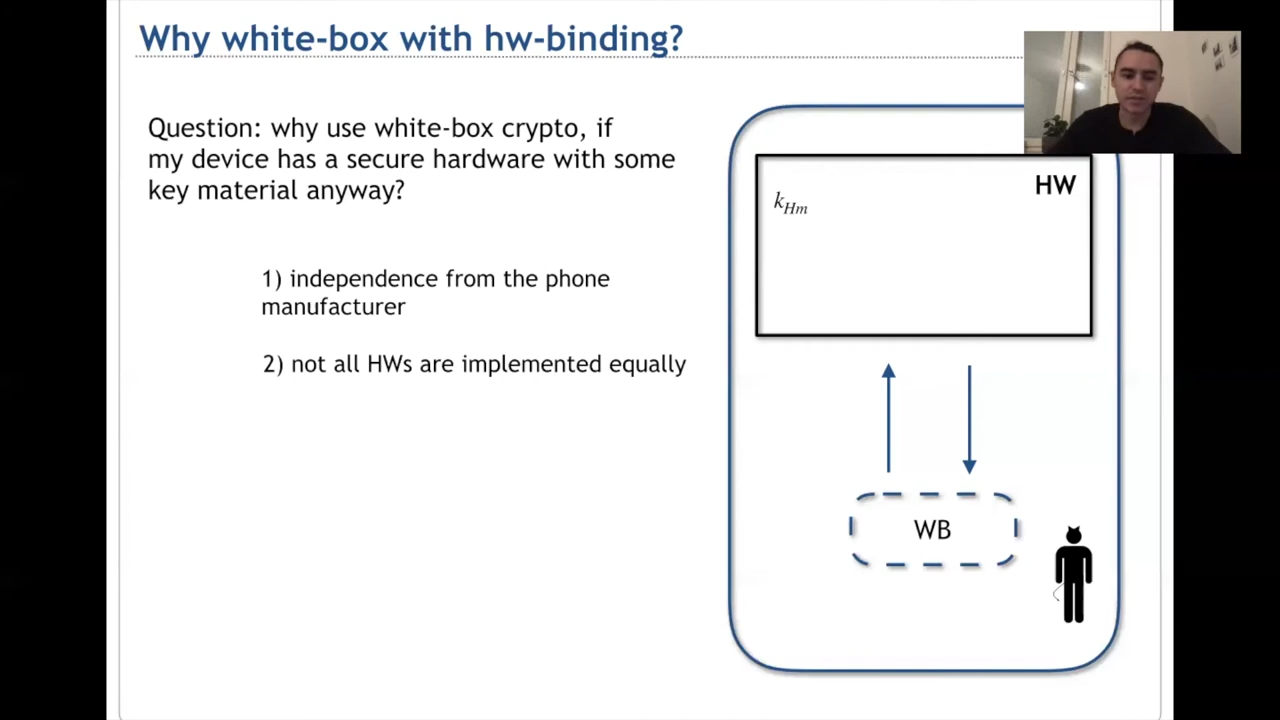 Why white-box with hw-binding?
Question: why use white-box crypto, if
my device has a secure hardware with some
key material anyway?
1) independence from the phone
manufacturer
2) not all HWs are implemented equally
HW
k_{Hm}
WB